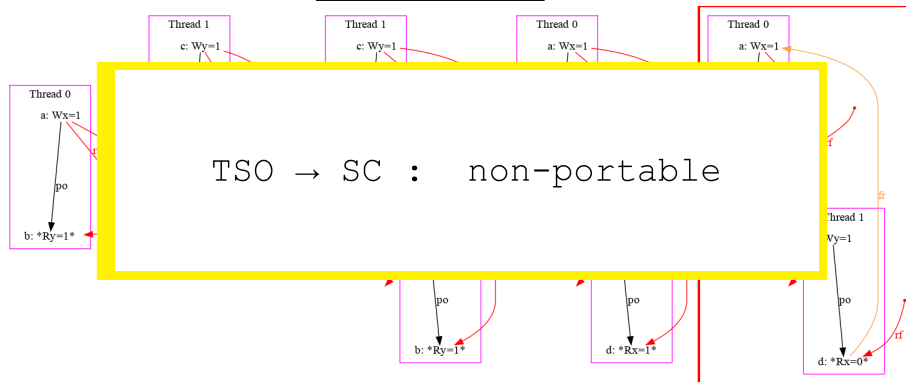 Thread 1
c: Wy=1
Thread 1
c: Wy=1
Thread 0
a: Wx=1
Thread 0
a: Wx=1
Thread 0
a: Wx=1
po
b: *Ry=1*
TSO → SC : non-portable
rf
fr
Thread 1
Wy=1
po
b: *Ry=1*
po
d: *Rx=1*
po
rf
d: *Rx=0*